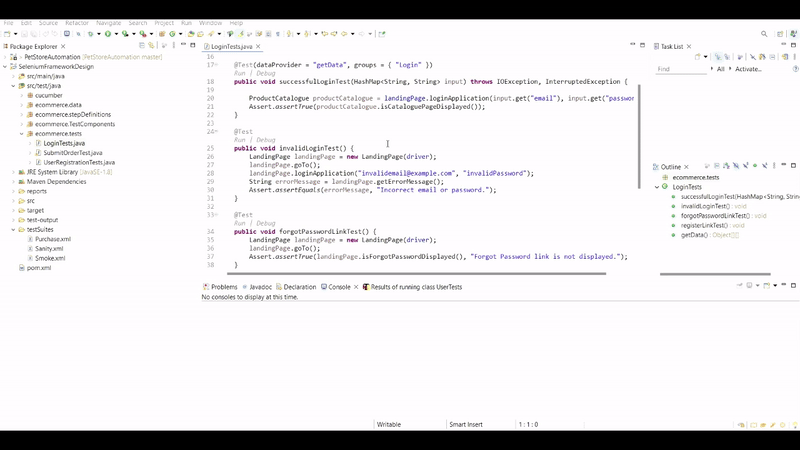 File Edit Source Refactor Navigate Search Project Run Window Help
Package Explorer
PetStoreAutomation [PetStoreAutomation master]
SeleniumFrameworkDesign
src/main/java
src/test/java
cucumber
ecommerce.data
ecommerce.stepDefinitions
ecommerce.TestComponents
ecommerce.tests
LoginTests.java
SubmitOrderTest.java
UserRegistrationTests.java
JRE System Library [JavaSE-1.8]
Maven Dependencies
reports
src
target
test-output
testSuites
Purchase.xml
Sanity.xml
Smoke.xml
pom.xml
LoginTests.java
16
17 @Test(dataProvider = "getData", groups = { "Login" })
Run | Debug
18 public void successfulLoginTest(HashMap<String, String> input) throws IOException, InterruptedException {
19
20 ProductCatalogue productCatalogue = landingPage.loginApplication(input.get("email"), input.get("passwor
21 Assert.assertTrue(productCatalogue.isCataloguePageDisplayed());
22 }
23
24 @Test
Run | Debug
25 public void invalidLoginTest() {
26 LandingPage landingPage = new LandingPage(driver);
27 landingPage.goTo();
28 landingPage.loginApplication("invalidemail@example.com", "invalidPassword");
29 String errorMessage = landingPage.getErrorMessage();
30 Assert.assertEquals(errorMessage, "Incorrect email or password.");
31 }
32
33 @Test
Run | Debug
34 public void forgotPasswordLinkTest() {
35 LandingPage landingPage = new LandingPage(driver);
36 landingPage.goTo();
37 Assert.assertTrue(landingPage.isForgotPasswordDisplayed(), "Forgot Password link is not displayed.");
38 }
Task List
Find All Activate...
Outline
ecommerce.tests
LoginTests
successfulLoginTest(HashMap<String, String
invalidLoginTest() : void
forgotPasswordLinkTest() : void
registerLinkTest() : void
getData() : Object[][]
Problems Javadoc Declaration Console Results of running class UserTests
No consoles to display at this time.
Writable Smart Insert 1 : 1 : 0